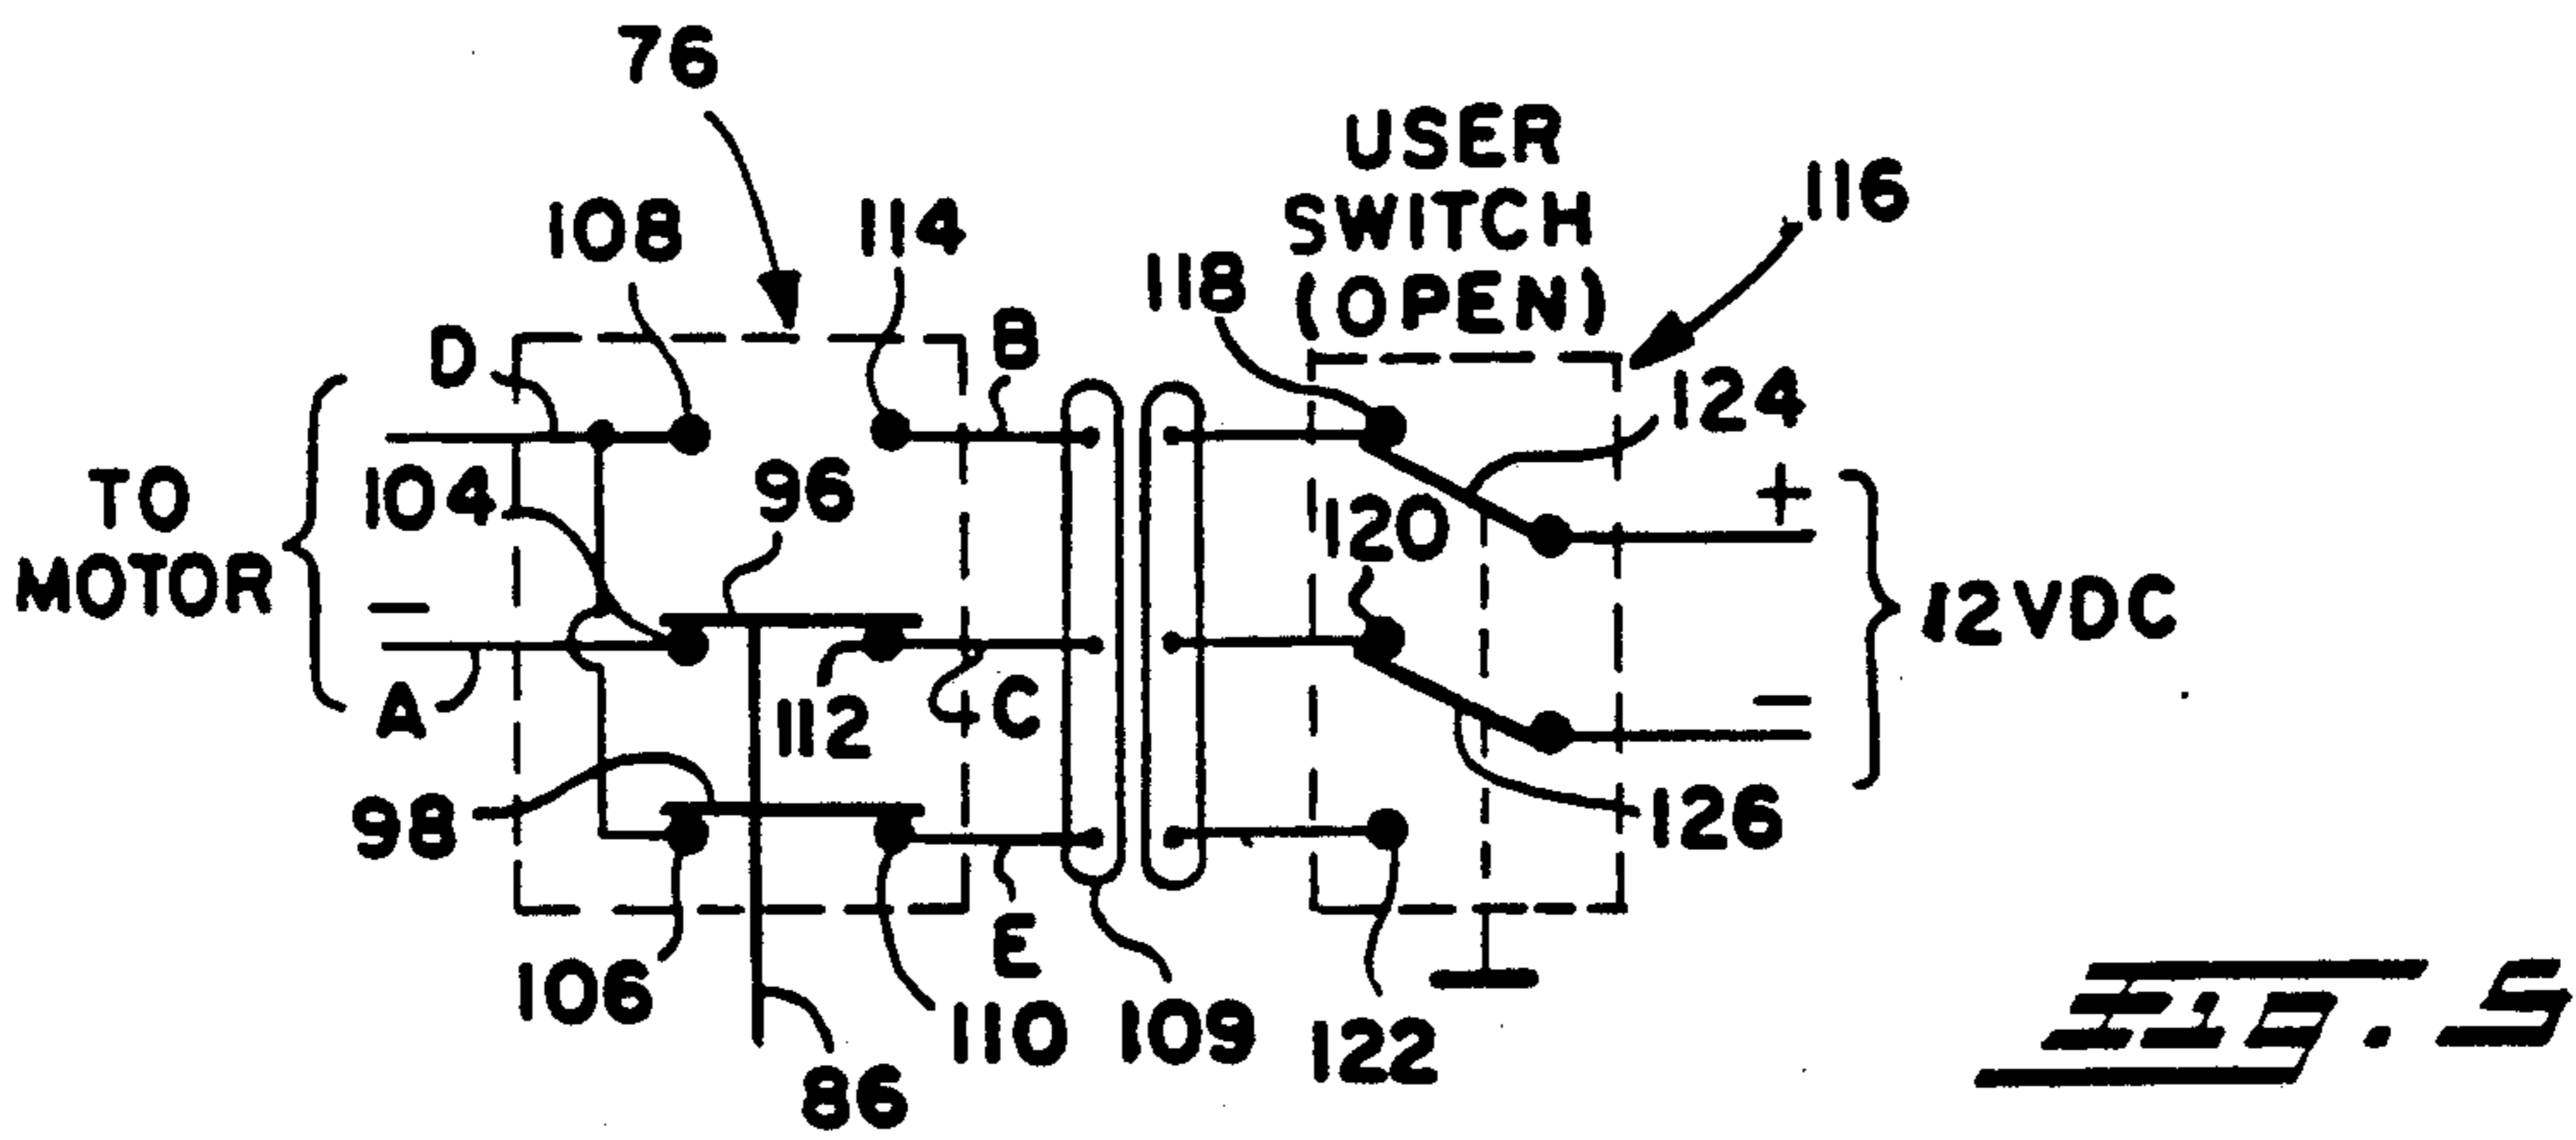 76
USER
SWITCH
(OPEN)
116
108
114
118
D
B
124
TO
MOTOR
104
96
120
+
12VDC
−
−
A
112
C
98
126
E
106
110
109
122
86
Fig. 5